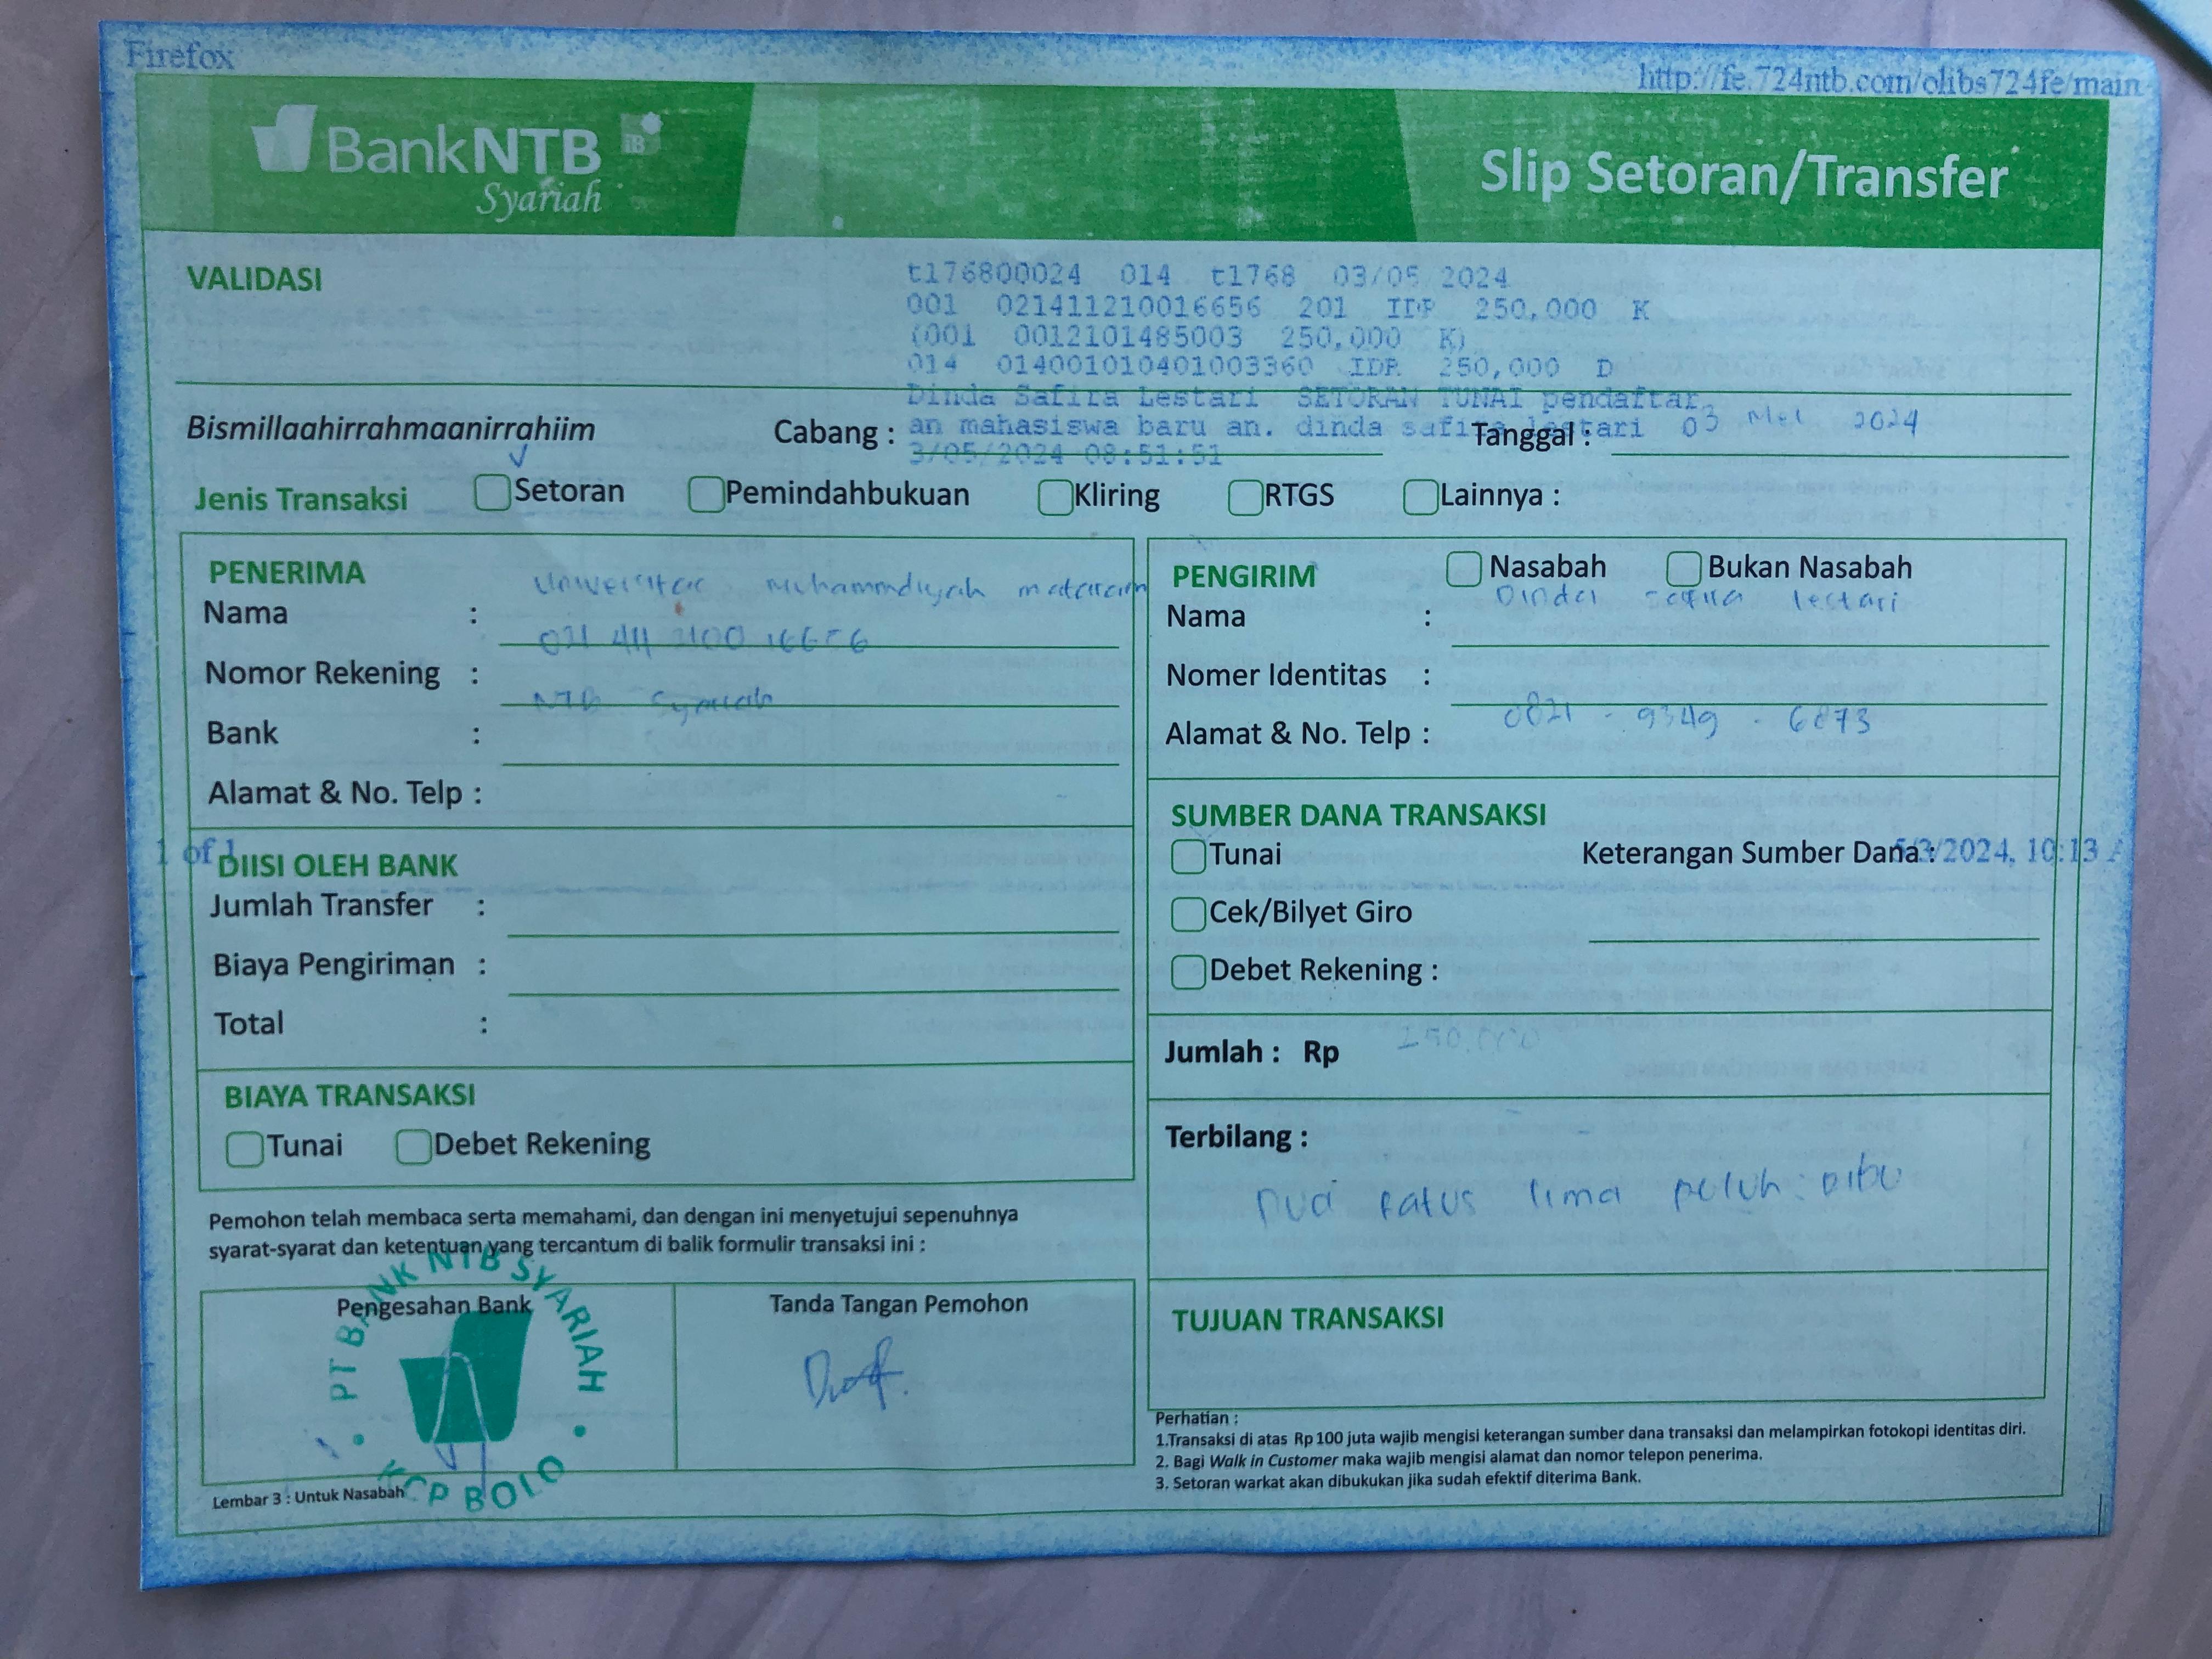 Firefox
http://fe.724ntb.com/olibs724fe/main
BankNTB iB
Syariah
Slip Setoran/Transfer
VALIDASI
t176800024 014 t1768 03/05/2024
001 021411210016656 201 IDR 250,000 K
(001 0012101485003 250,000 K)
014 014001010401003360 IDR 250,000 D
Dinda Safira Lestari SETORAN TUNAI pendaftar
an mahasiswa baru an. dinda safira lestari
3/05/2024 08:51:51
Bismillaahirrahmaanirrahiim
Cabang :
Tanggal : 03 Mei 2024
Jenis Transaksi Setoran Pemindahbukuan Kliring RTGS Lainnya :
PENERIMA
Nama : Universitas Muhammdiyah mataram
Nomor Rekening :
Bank : NTB Syariah
Alamat & No. Telp :
PENGIRIM Nasabah Bukan Nasabah
Nama : Dinda Safira lestari
Nomer Identitas :
Alamat & No. Telp :
1 of 1
DIISI OLEH BANK
Jumlah Transfer :
Biaya Pengiriman :
Total :
SUMBER DANA TRANSAKSI
Tunai Keterangan Sumber Dana : 5/3/2024, 10:13 A
Cek/Bilyet Giro
Debet Rekening :
BIAYA TRANSAKSI
Tunai Debet Rekening
Jumlah : Rp 250.000
Terbilang :
Dua Ratus lima puluh Ribu
Pemohon telah membaca serta memahami, dan dengan ini menyetujui sepenuhnya
syarat-syarat dan ketentuan yang tercantum di balik formulir transaksi ini :
Pengesahan Bank
PT BANK NTB SYARIAH
KCP BOLO
Tanda Tangan Pemohon
TUJUAN TRANSAKSI
Lembar 3 : Untuk Nasabah
Perhatian :
1.Transaksi di atas Rp100 juta wajib mengisi keterangan sumber dana transaksi dan melampirkan fotokopi identitas diri.
2. Bagi Walk in Customer maka wajib mengisi alamat dan nomor telepon penerima.
3. Setoran warkat akan dibukukan jika sudah efektif diterima Bank.